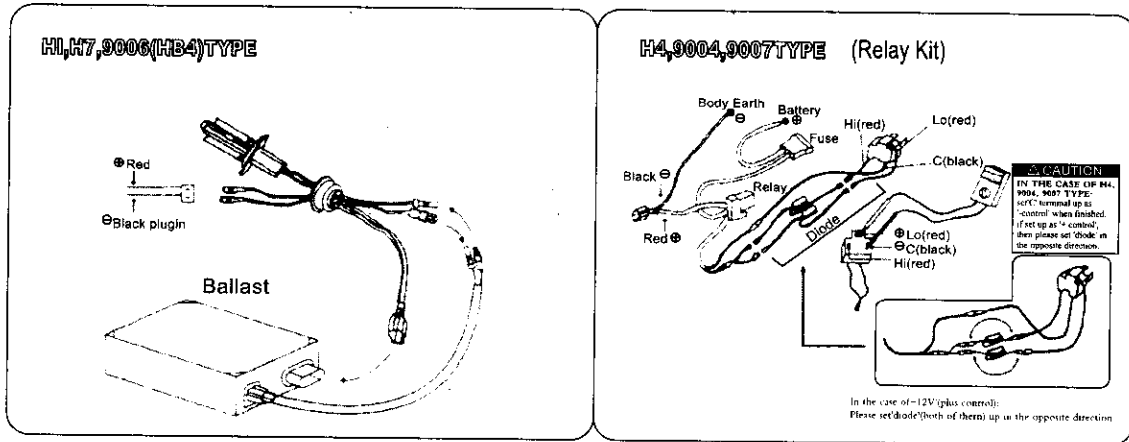 H1,H7,9006(HB4)TYPE
⊕Red
⊖Black plugin
Ballast
H4,9004,9007TYPE (Relay Kit)
Body Earth
⊖
Battery
⊕
Fuse
Hi(red)
Lo(red)
C(black)
Black⊖
Relay
Red⊕
Diode
⊕Lo(red)
⊖C(black)
Hi(red)
⚠CAUTION
IN THE CASE OF H4,
9004, 9007 TYPE-
set'C' terminal up as
'-control' when finished.
if set up as '+ control',
then please set 'diode' in
the opposite direction.
In the case of−12V'(plus control):
Please set'diode'(both of them) up in the opposite direction